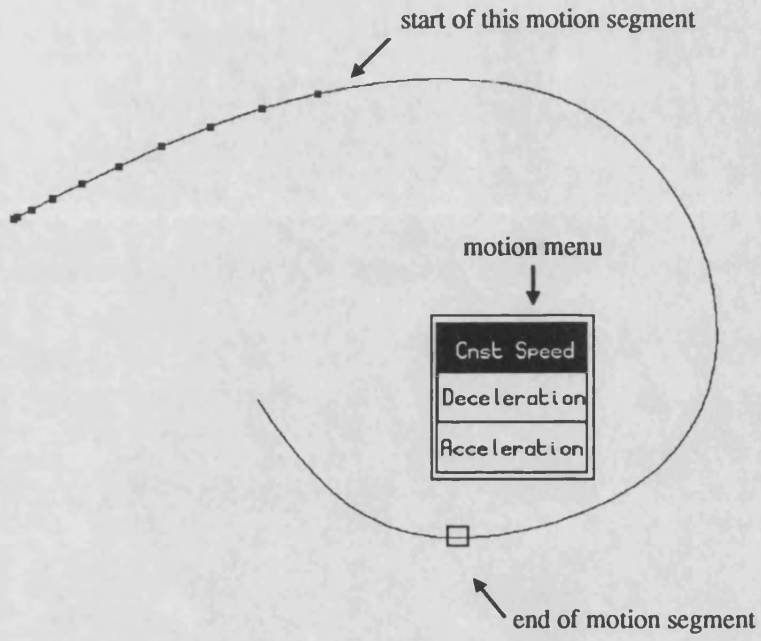 start of this motion segment
motion menu
Cnst Speed
Deceleration
Acceleration
end of motion segment